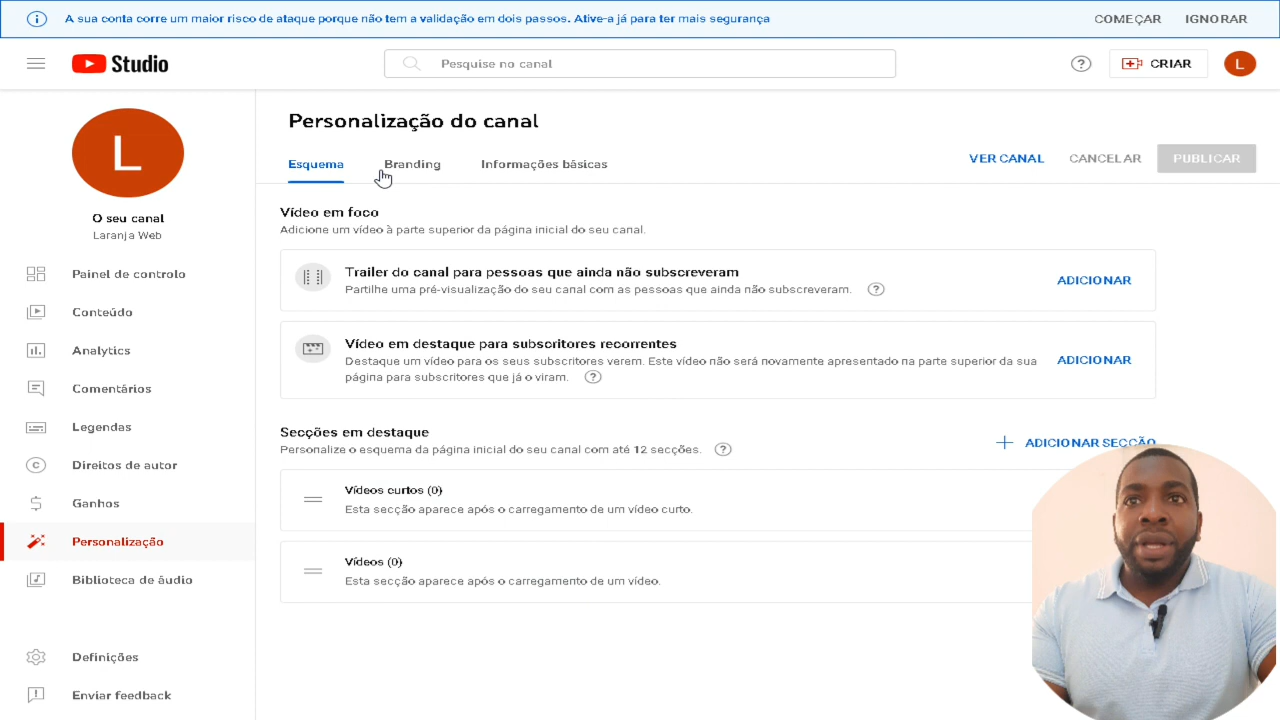 A sua conta corre um maior risco de ataque porque não tem a validação em dois passos. Ative-a já para ter mais segurança
COMEÇAR
IGNORAR
Studio
Pesquise no canal
CRIAR
L
L
O seu canal
Laranja Web
Painel de controlo
Conteúdo
Analytics
Comentários
Legendas
Direitos de autor
Ganhos
Personalização
Biblioteca de áudio
Definições
Enviar feedback
Personalização do canal
Esquema
Branding
Informações básicas
VER CANAL
CANCELAR
PUBLICAR
Vídeo em foco
Adicione um vídeo à parte superior da página inicial do seu canal.
Trailer do canal para pessoas que ainda não subscreveram
Partilhe uma pré-visualização do seu canal com as pessoas que ainda não subscreveram.
ADICIONAR
Vídeo em destaque para subscritores recorrentes
Destaque um vídeo para os seus subscritores verem. Este vídeo não será novamente apresentado na parte superior da sua
página para subscritores que já o viram.
ADICIONAR
Secções em destaque
Personalize o esquema da página inicial do seu canal com até 12 secções.
ADICIONAR SECÇÃO
Vídeos curtos (0)
Esta secção aparece após o carregamento de um vídeo curto.
Vídeos (0)
Esta secção aparece após o carregamento de um vídeo.